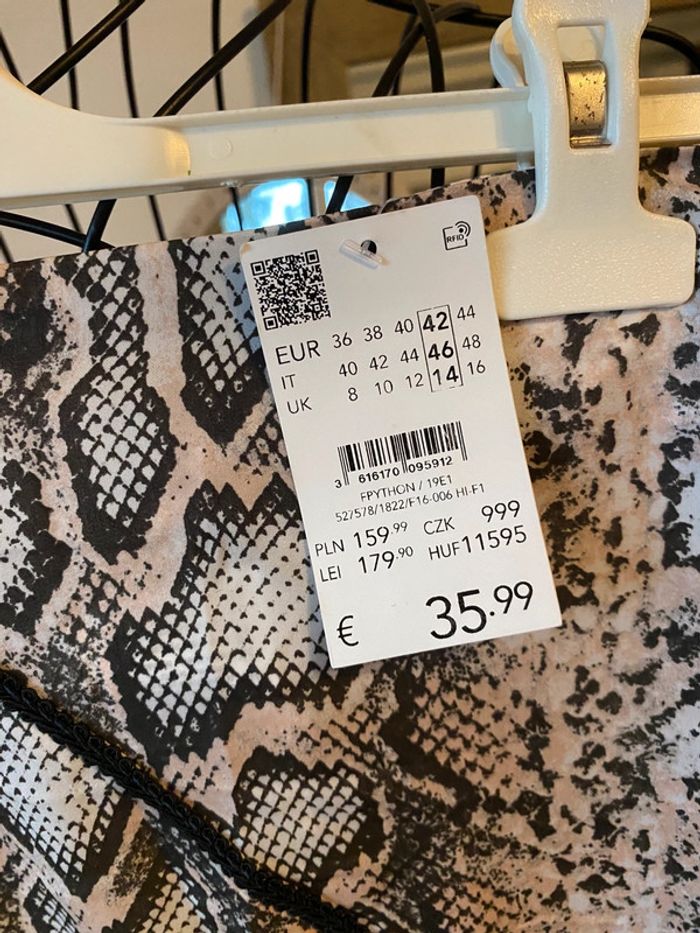 RFID
EUR 36 38 40 42 44
IT 40 42 44 46 48
UK 8 10 12 14 16
3 616170 095912
FPYTHON / 19E1
527578/1822/F16-006 HI-F1
PLN 159.99 CZK 999
LEI 179.90 HUF 11595
€ 35.99